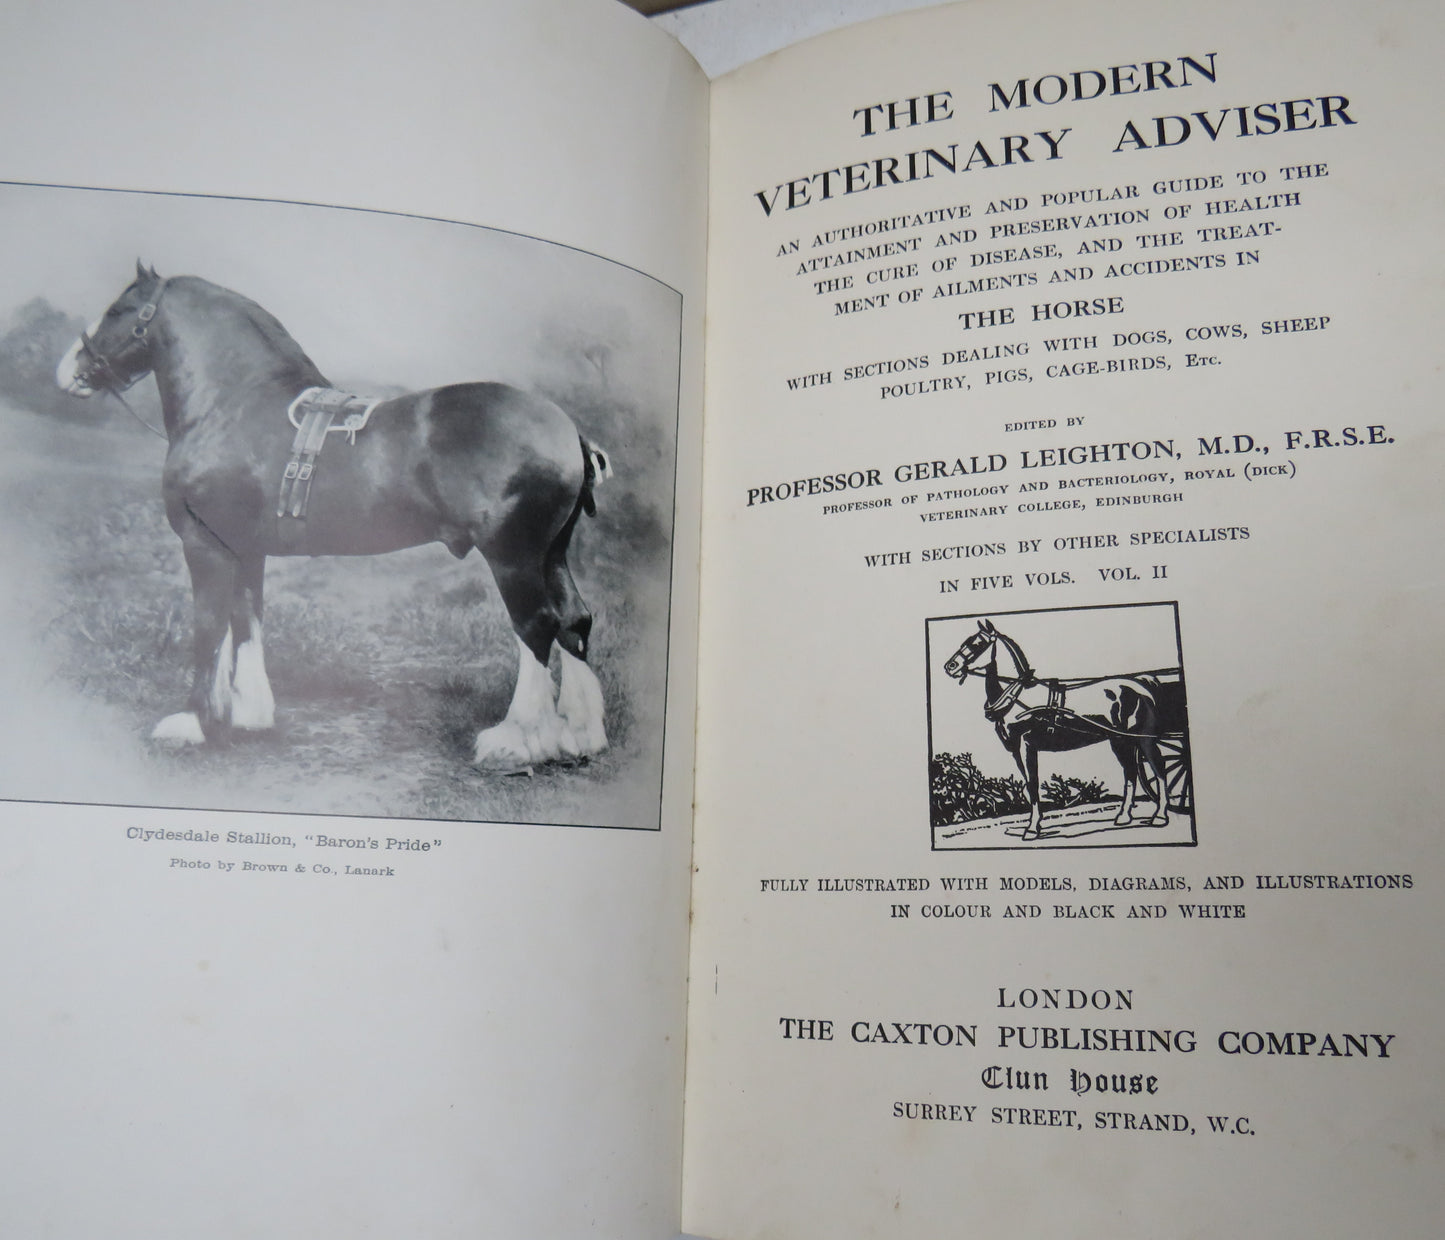 Clydesdale Stallion, "Baron's Pride"
Photo by Brown & Co., Lanark
THE MODERN
VETERINARY ADVISER
AN AUTHORITATIVE AND POPULAR GUIDE TO THE
ATTAINMENT AND PRESERVATION OF HEALTH
THE CURE OF DISEASE, AND THE TREAT-
MENT OF AILMENTS AND ACCIDENTS IN
THE HORSE
WITH SECTIONS DEALING WITH DOGS, COWS, SHEEP
POULTRY, PIGS, CAGE-BIRDS, ETC.
EDITED BY
PROFESSOR GERALD LEIGHTON, M.D., F.R.S.E.
PROFESSOR OF PATHOLOGY AND BACTERIOLOGY, ROYAL (DICK)
VETERINARY COLLEGE, EDINBURGH
WITH SECTIONS BY OTHER SPECIALISTS
IN FIVE VOLS. VOL. II
FULLY ILLUSTRATED WITH MODELS, DIAGRAMS, AND ILLUSTRATIONS
IN COLOUR AND BLACK AND WHITE
LONDON
THE CAXTON PUBLISHING COMPANY
Clun House
SURREY STREET, STRAND, W.C.